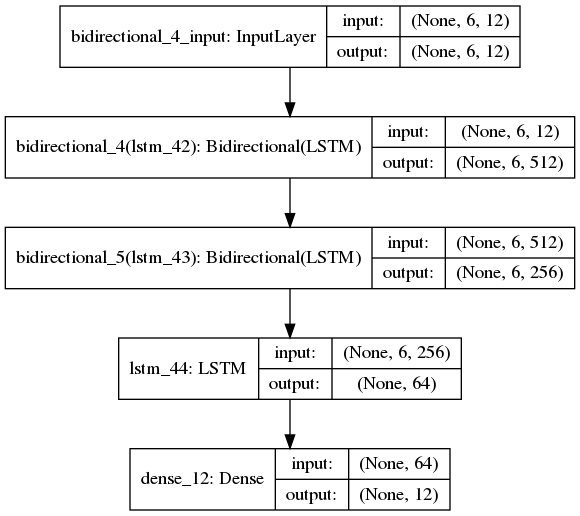 bidirectional_4_input: InputLayer
input:
(None, 6, 12)
output:
(None, 6, 12)
bidirectional_4(lstm_42): Bidirectional(LSTM)
input:
(None, 6, 12)
output:
(None, 6, 512)
bidirectional_5(lstm_43): Bidirectional(LSTM)
input:
(None, 6, 512)
output:
(None, 6, 256)
lstm_44: LSTM
input:
(None, 6, 256)
output:
(None, 64)
dense_12: Dense
input:
(None, 64)
output:
(None, 12)